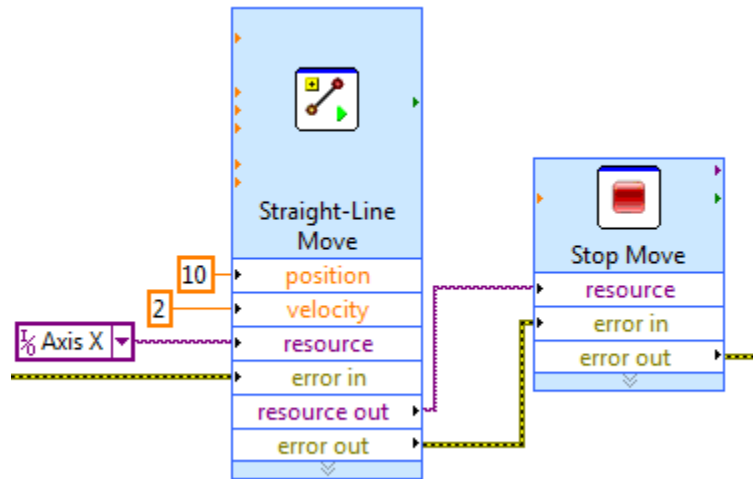 Straight-Line
Move
10
position
2
velocity
I/O Axis X
resource
error in
resource out
error out
Stop Move
resource
error in
error out